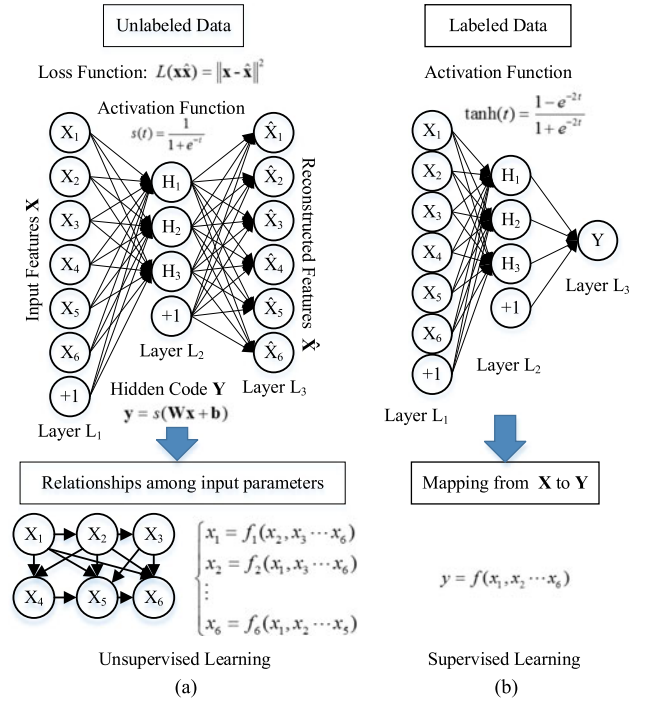 Unlabeled Data
Loss Function: L(xx̂) = ‖x - x̂‖²
Activation Function
s(t) = 1 / (1 + e⁻ᵗ)
Input Features X
X₁
X₂
X₃
X₄
X₅
X₆
+1
Layer L₁
H₁
H₂
H₃
+1
Layer L₂
X̂₁
X̂₂
X̂₃
X̂₄
X̂₅
X̂₆
Reconstructed Features X̂
Layer L₃
Hidden Code Y
y = s(Wx + b)
Relationships among input parameters
X₁ X₂ X₃
X₄ X₅ X₆
x₁ = f₁(x₂, x₃ ⋯ x₆)
x₂ = f₂(x₁, x₃ ⋯ x₆)
⋮
x₆ = f₆(x₁, x₂ ⋯ x₅)
Unsupervised Learning
(a)
Labeled Data
Activation Function
tanh(t) = (1 - e⁻²ᵗ) / (1 + e⁻²ᵗ)
X₁
X₂
X₃
X₄
X₅
X₆
+1
Layer L₁
H₁
H₂
H₃
+1
Layer L₂
Y
Layer L₃
Mapping from X to Y
y = f(x₁, x₂ ⋯ x₆)
Supervised Learning
(b)